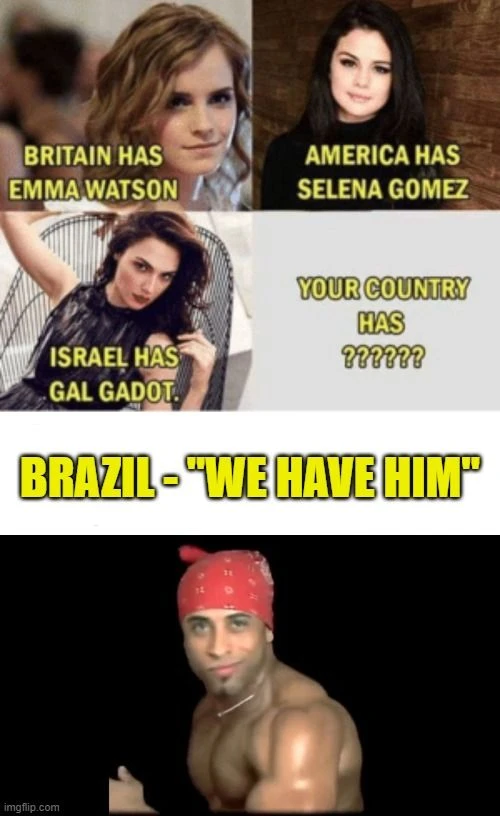 BRITAIN HAS
EMMA WATSON
AMERICA HAS
SELENA GOMEZ
ISRAEL HAS
GAL GADOT.
YOUR COUNTRY
HAS
??????
BRAZIL - "WE HAVE HIM"
imgflip.com